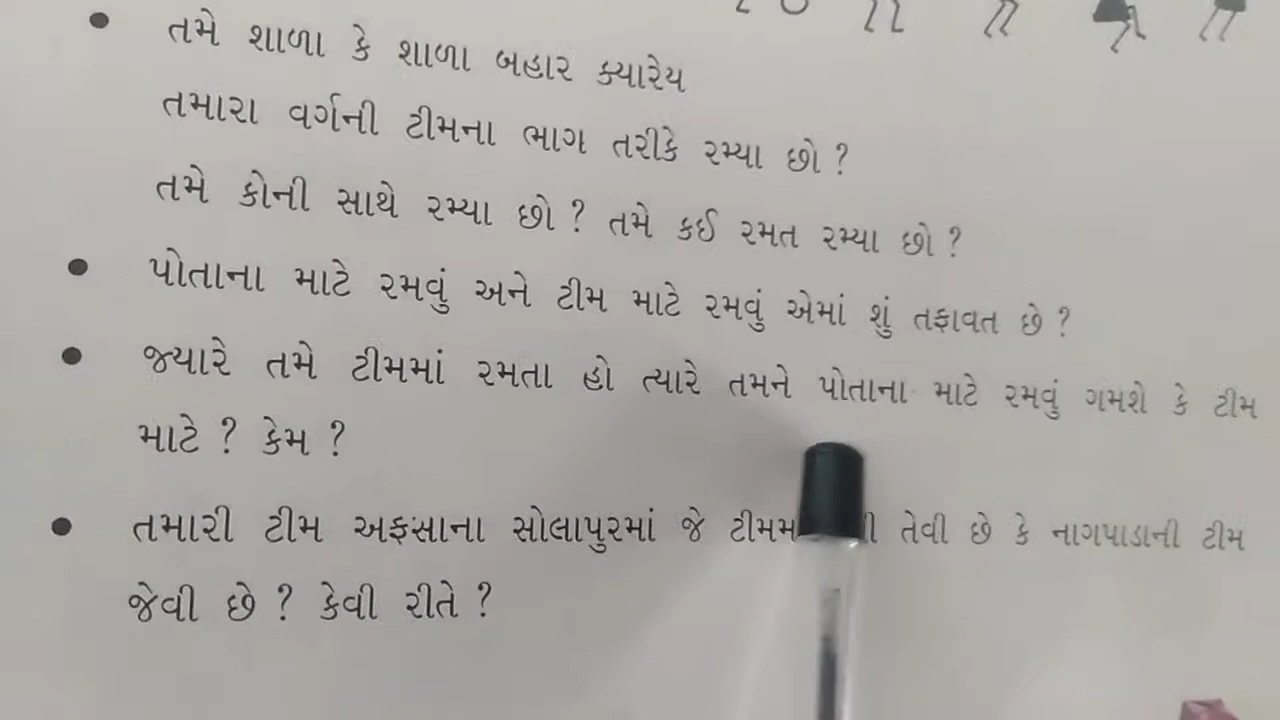 તમે શાળા કે શાળા બહાર ક્યારેય
તમારા વર્ગની ટીમના ભાગ તરીકે રમ્યા છો ?
તમે કોની સાથે રમ્યા છો ? તમે કઈ રમત રમ્યા છો ?
પોતાના માટે રમવું અને ટીમ માટે રમવું એમાં શું તફાવત છે ?
જ્યારે તમે ટીમમાં રમતા હો ત્યારે તમને પોતાના માટે રમવું ગમશે કે ટીમ
માટે ? કેમ ?
તમારી ટીમ અફસાના સોલાપુરમાં જે તેવી છે કે નાગપાડાની ટીમ
જેવી છે ? કેવી રીતે ?